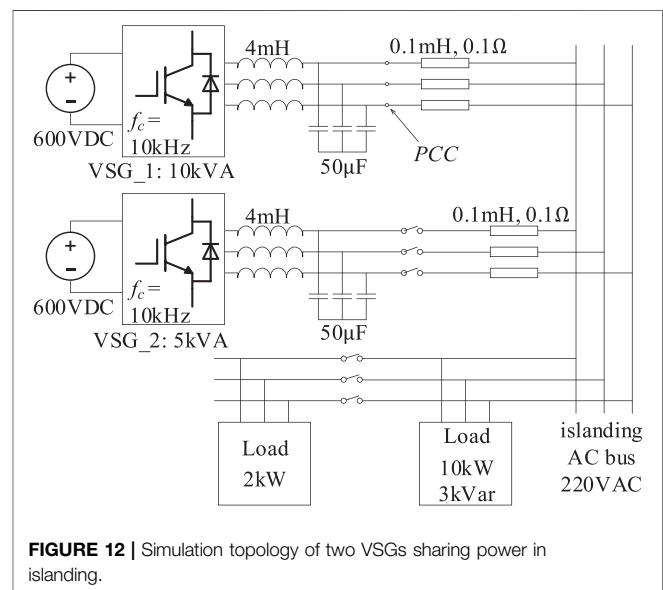 4mH
0.1mH, 0.1Ω
600VDC
fc=
10kHz
50μF
PCC
VSG_1: 10kVA
4mH
0.1mH, 0.1Ω
600VDC
fc=
10kHz
50μF
VSG_2: 5kVA
Load
2kW
Load
10kW
3kVar
islanding
AC bus
220VAC
FIGURE 12 | Simulation topology of two VSGs sharing power in
islanding.